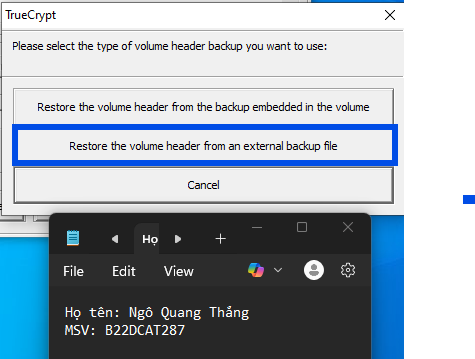 TrueCrypt
Please select the type of volume header backup you want to use:
Restore the volume header from the backup embedded in the volume
Restore the volume header from an external backup file
Cancel
Họ
File Edit View
Họ tên: Ngô Quang Thắng
MSV: B22DCAT287